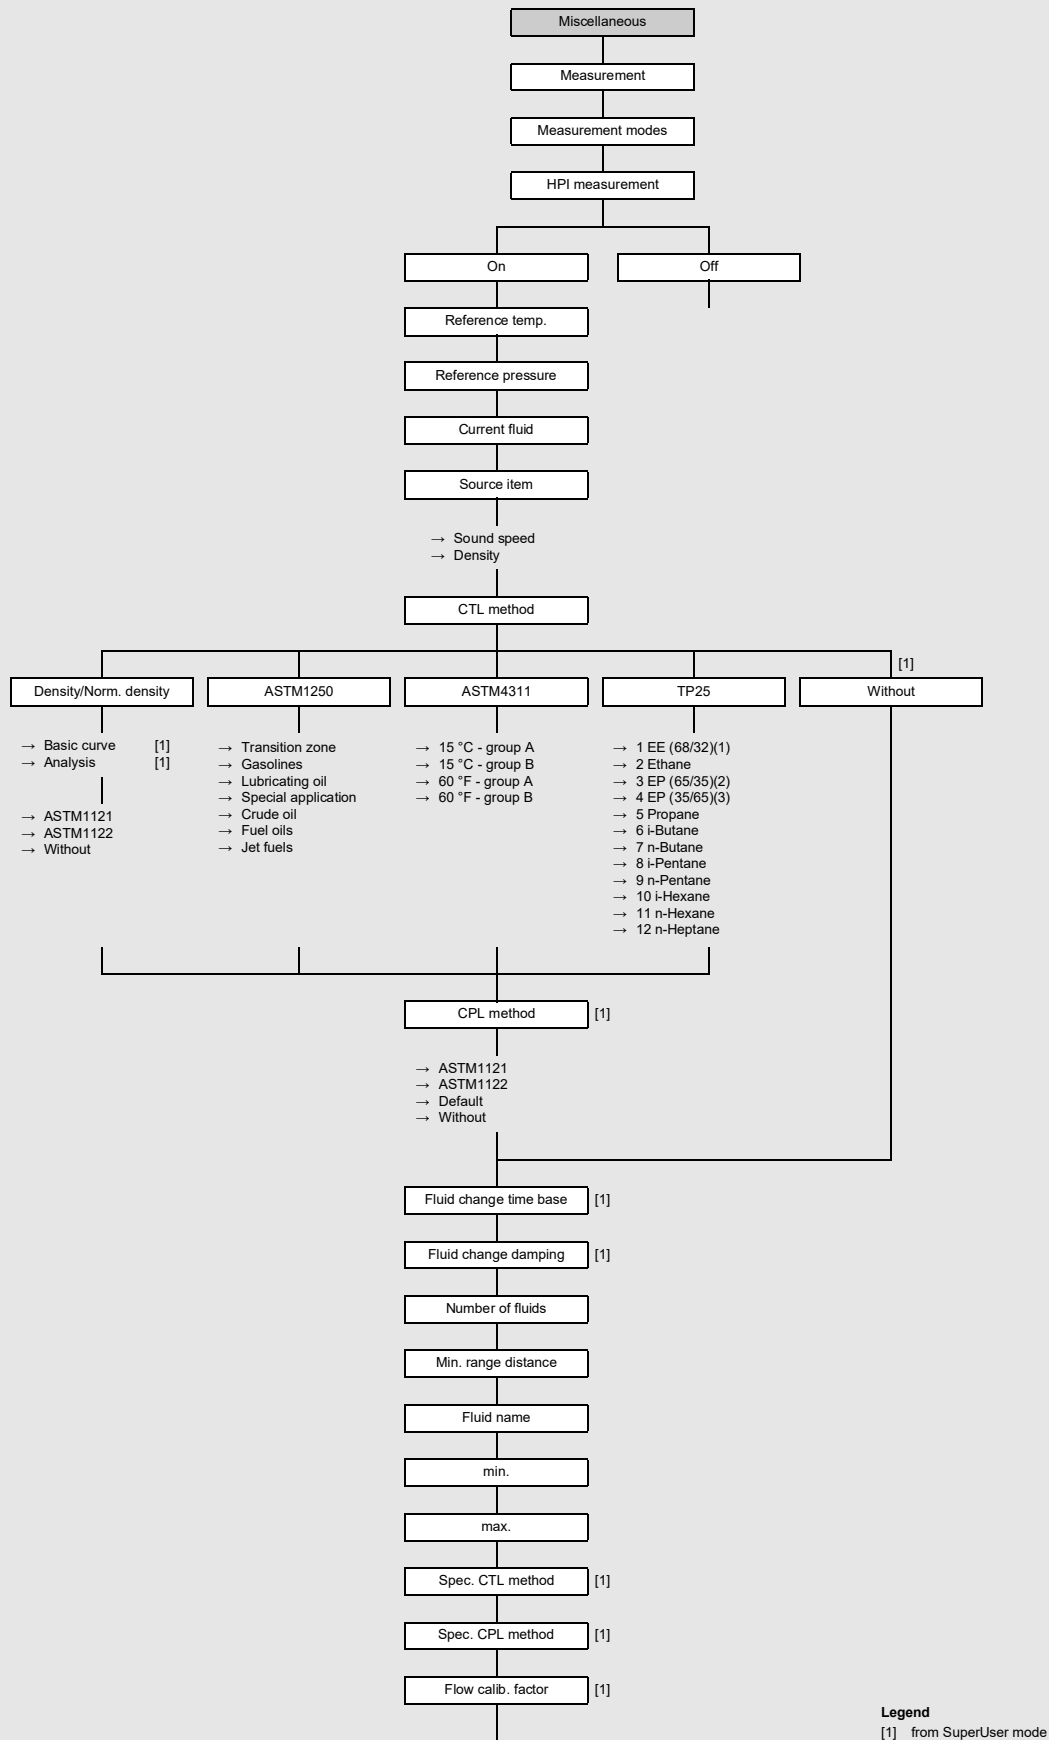 Miscellaneous
Measurement
Measurement modes
HPI measurement
On
Off
Reference temp.
Reference pressure
Current fluid
Source item
→ Sound speed
→ Density
CTL method
[1]
Density/Norm. density
ASTM1250
ASTM4311
TP25
Without
→ Basic curve [1]
→ Analysis [1]
→ ASTM1121
→ ASTM1122
→ Without
→ Transition zone
→ Gasolines
→ Lubricating oil
→ Special application
→ Crude oil
→ Fuel oils
→ Jet fuels
→ 15 °C - group A
→ 15 °C - group B
→ 60 °F - group A
→ 60 °F - group B
→ 1 EE (68/32)(1)
→ 2 Ethane
→ 3 EP (65/35)(2)
→ 4 EP (35/65)(3)
→ 5 Propane
→ 6 i-Butane
→ 7 n-Butane
→ 8 i-Pentane
→ 9 n-Pentane
→ 10 i-Hexane
→ 11 n-Hexane
→ 12 n-Heptane
CPL method [1]
→ ASTM1121
→ ASTM1122
→ Default
→ Without
Fluid change time base [1]
Fluid change damping [1]
Number of fluids
Min. range distance
Fluid name
min.
max.
Spec. CTL method [1]
Spec. CPL method [1]
Flow calib. factor [1]
Legend
[1] from SuperUser mode